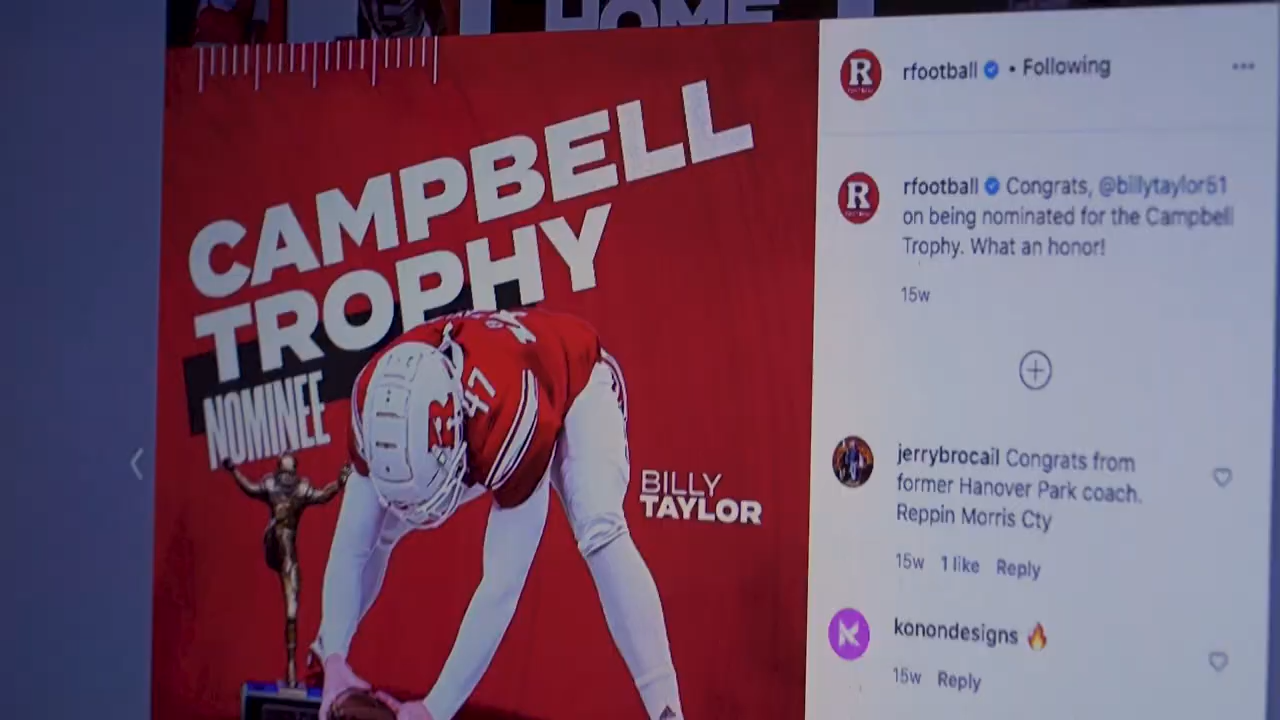 HOME
CAMPBELL
TROPHY
NOMINEE
47
R
BILLY
TAYLOR
R
rfootball • Following
R
rfootball Congrats, @billytaylor51
on being nominated for the Campbell
Trophy. What an honor!
15w
jerrybrocail Congrats from
former Hanover Park coach.
Reppin Morris Cty
15w 1 like Reply
K
konondesigns 🔥
15w Reply